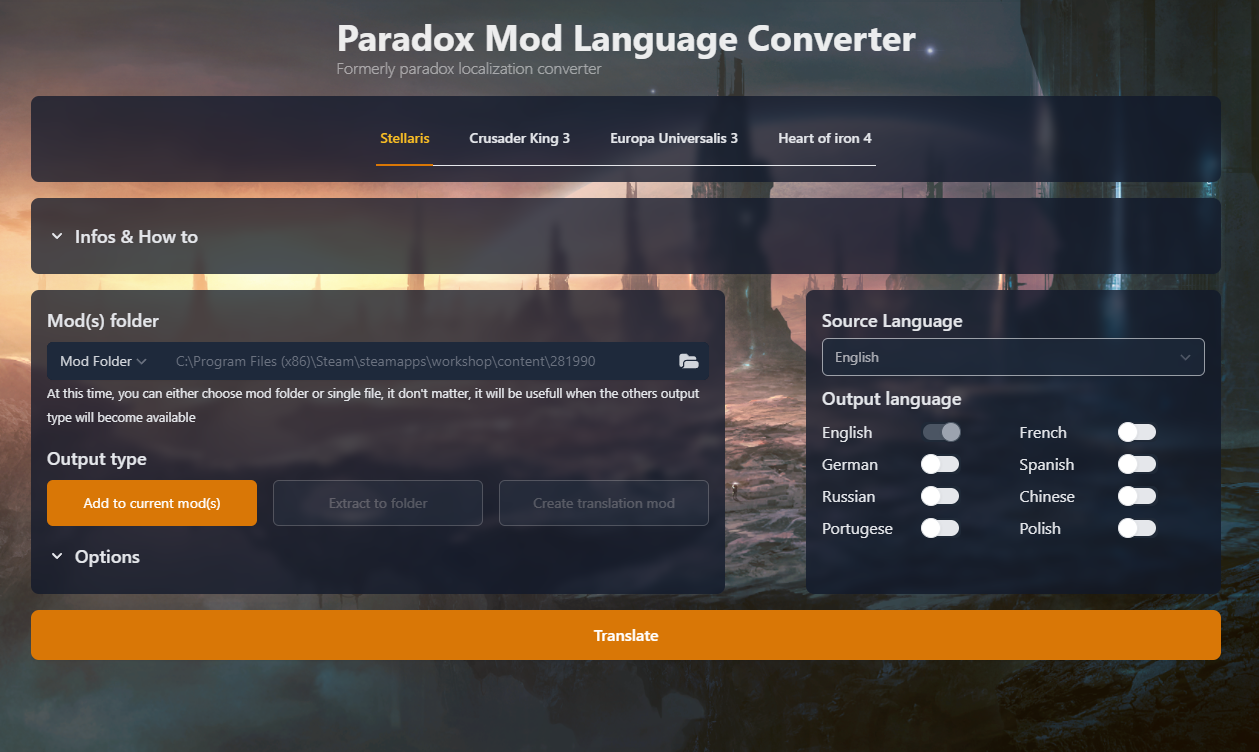 Paradox Mod Language Converter
Formerly paradox localization converter
Stellaris
Crusader King 3
Europa Universalis 3
Heart of iron 4
Infos & How to
Mod(s) folder
Mod Folder
C:\Program Files (x86)\Steam\steamapps\workshop\content\281990
At this time, you can either choose mod folder or single file, it don't matter, it will be usefull when the others output
type will become available
Output type
Add to current mod(s)
Extract to folder
Create translation mod
Options
Source Language
English
Output language
English
French
German
Spanish
Russian
Chinese
Portugese
Polish
Translate